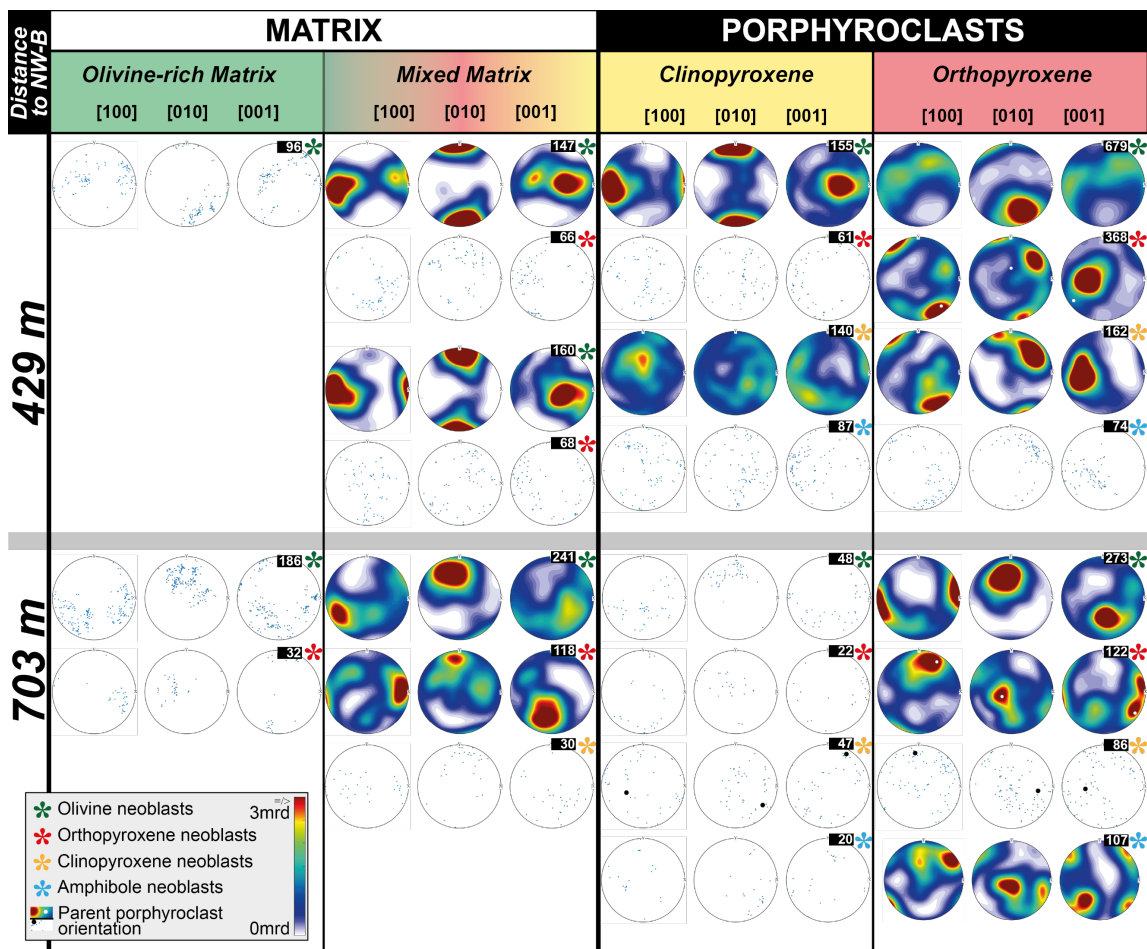 Distance to NW-B
MATRIX
PORPHYROCLASTS
Olivine-rich Matrix
Mixed Matrix
Clinopyroxene
Orthopyroxene
[100] [010] [001]
[100] [010] [001]
[100] [010] [001]
[100] [010] [001]
429 m
96 147 155 679
66 61 368
160 140 162
68 87 74
703 m
186 241 48 273
32 118 22 122
30 47 86
20 107
Olivine neoblasts
Orthopyroxene neoblasts
Clinopyroxene neoblasts
Amphibole neoblasts
Parent porphyroclast
orientation
=/>
3mrd
0mrd